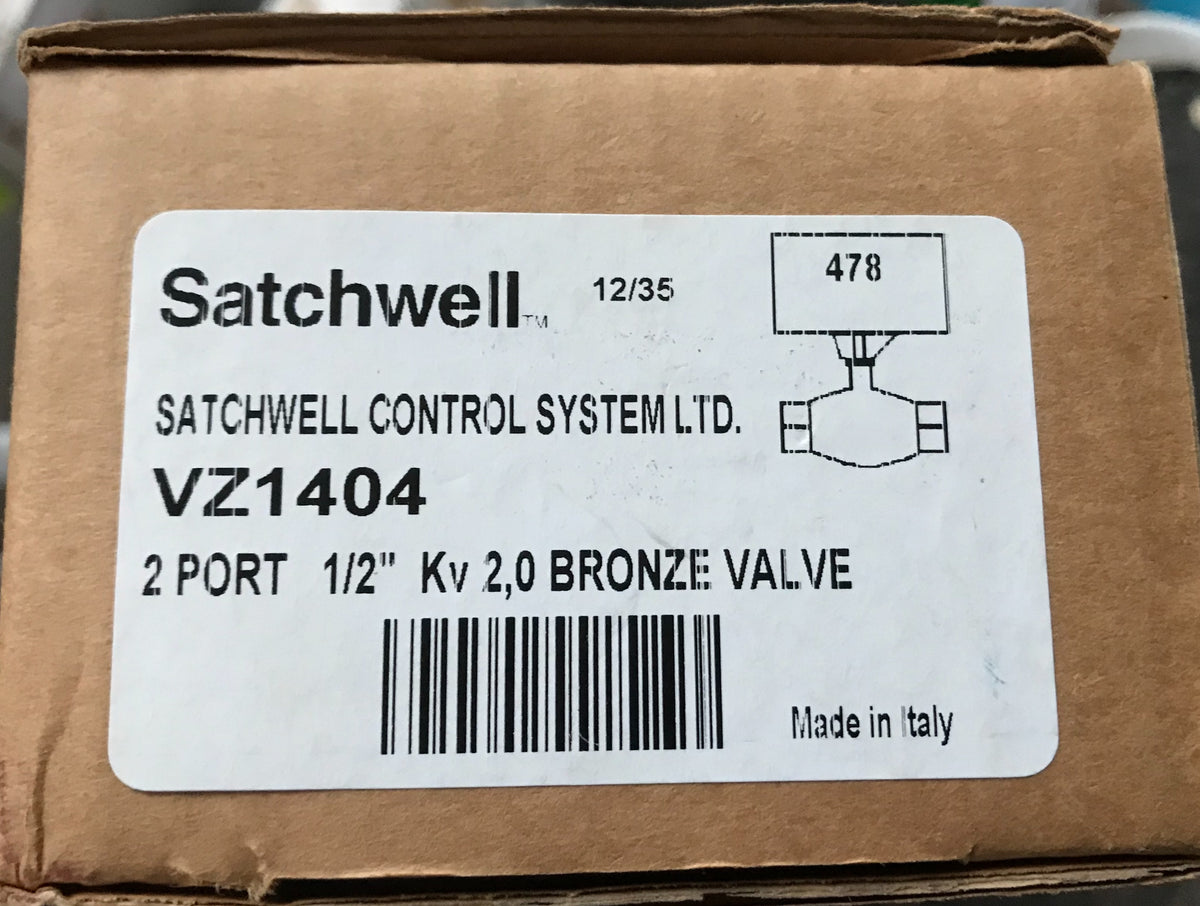 Satchwell™ 12/35
478
SATCHWELL CONTROL SYSTEM LTD.
VZ1404
2 PORT 1/2" Kv 2,0 BRONZE VALVE
Made in Italy